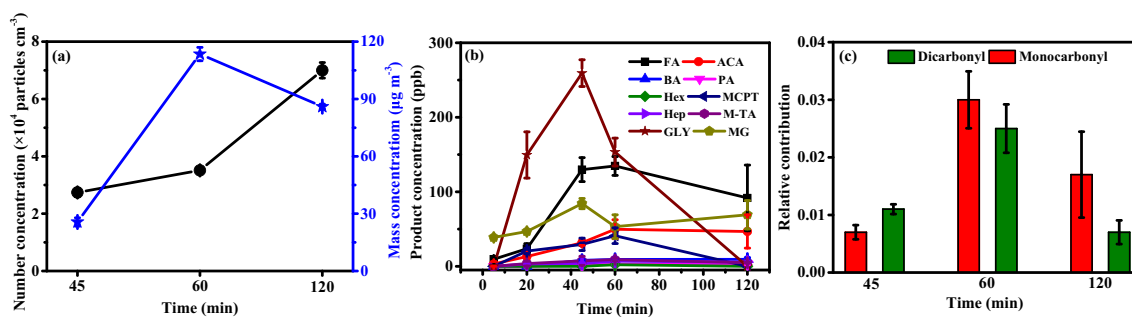 (a)
Number concentration (×10⁴ particles cm⁻³)
8
6
4
2
0
120
90
60
30
0
Mass concentratiom (μg m⁻³)
45 60 120
Time (min)
(b)
Product concentration (ppb)
300
200
100
0
FA ACA
BA PA
Hex MCPT
Hep M-TA
GLY MG
0 20 40 60 80 100 120
Time (min)
(c)
Relative contribution
0.04
0.03
0.02
0.01
0.00
Dicarbonyl Monocarbonyl
45 60 120
Time (min)